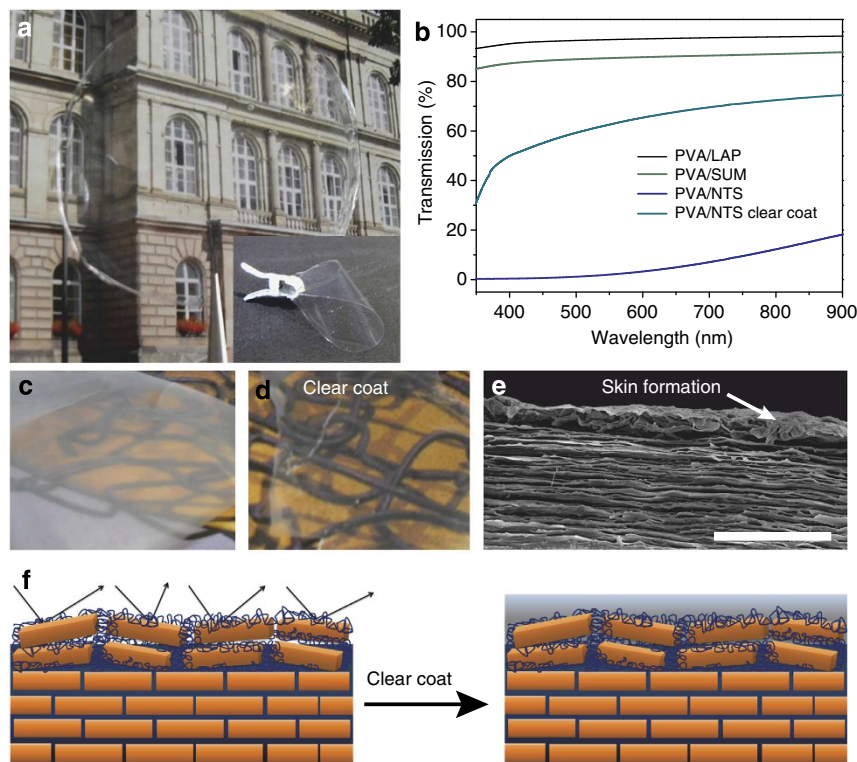 a
b
100
80
60
40
20
0
Transmission (%)
PVA/LAP
PVA/SUM
PVA/NTS
PVA/NTS clear coat
400
500
600
700
800
900
Wavelength (nm)
c
d
Clear coat
e
Skin formation
f
Clear coat